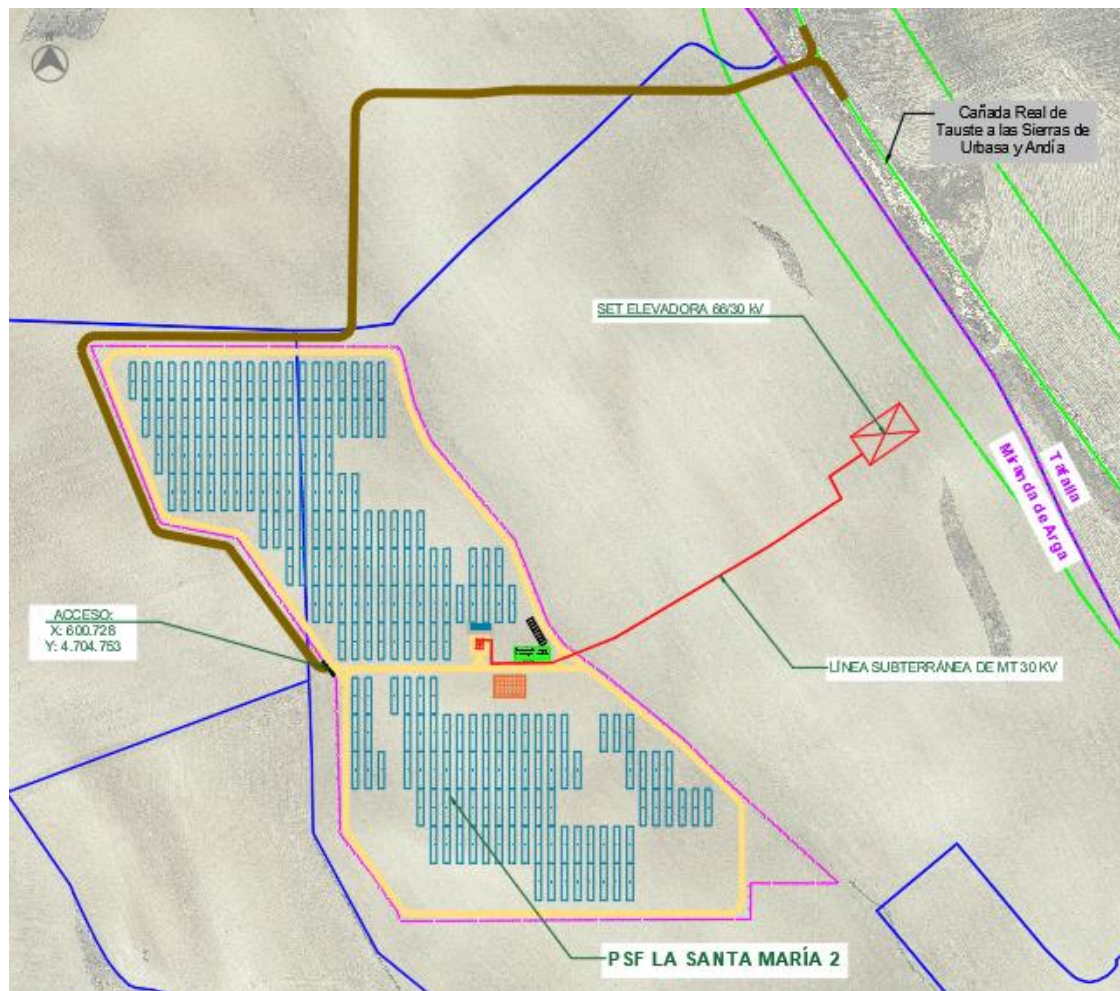 Cañada Real de
Tauste a las Sierras de
Urbasa y Andía
SET ELEVADORA 66/30 kV
Tafalla
Miranda de Arga
ACCESO:
X: 600.728
Y: 4.704.753
LÍNEA SUBTERRÁNEA DE MT 30 KV
PSF LA SANTA MARÍA 2